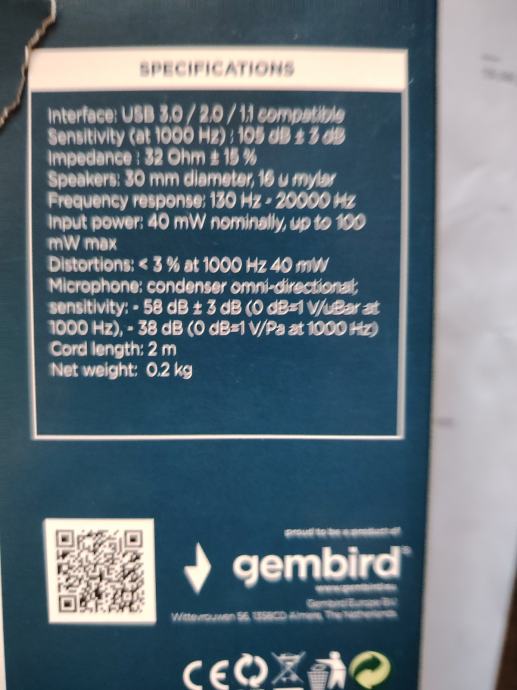 SPECIFICATIONS
Interface: USB 3.0 / 2.0 / 1.1 compatible
Sensitivity (at 1000 Hz) : 105 dB ± 3 dB
Impedance : 32 Ohm ± 15 %
Speakers: 30 mm diameter, 16 u mylar
Frequency response: 130 Hz - 20000 Hz
Input power: 40 mW nominally, up to 100
mW max
Distortions: < 3 % at 1000 Hz 40 mW
Microphone: condenser omni-directional;
sensitivity: - 58 dB ± 3 dB (0 dB=1 V/uBar at
1000 Hz), - 38 dB (0 dB=1 V/Pa at 1000 Hz)
Cord length: 2 m
Net weight: 0.2 kg
proud to be a product of
gembird
www.gembird.eu
Gembird Europe B.V.
Wittevrouwen 56, 1358CD Almere, The Netherlands
CE